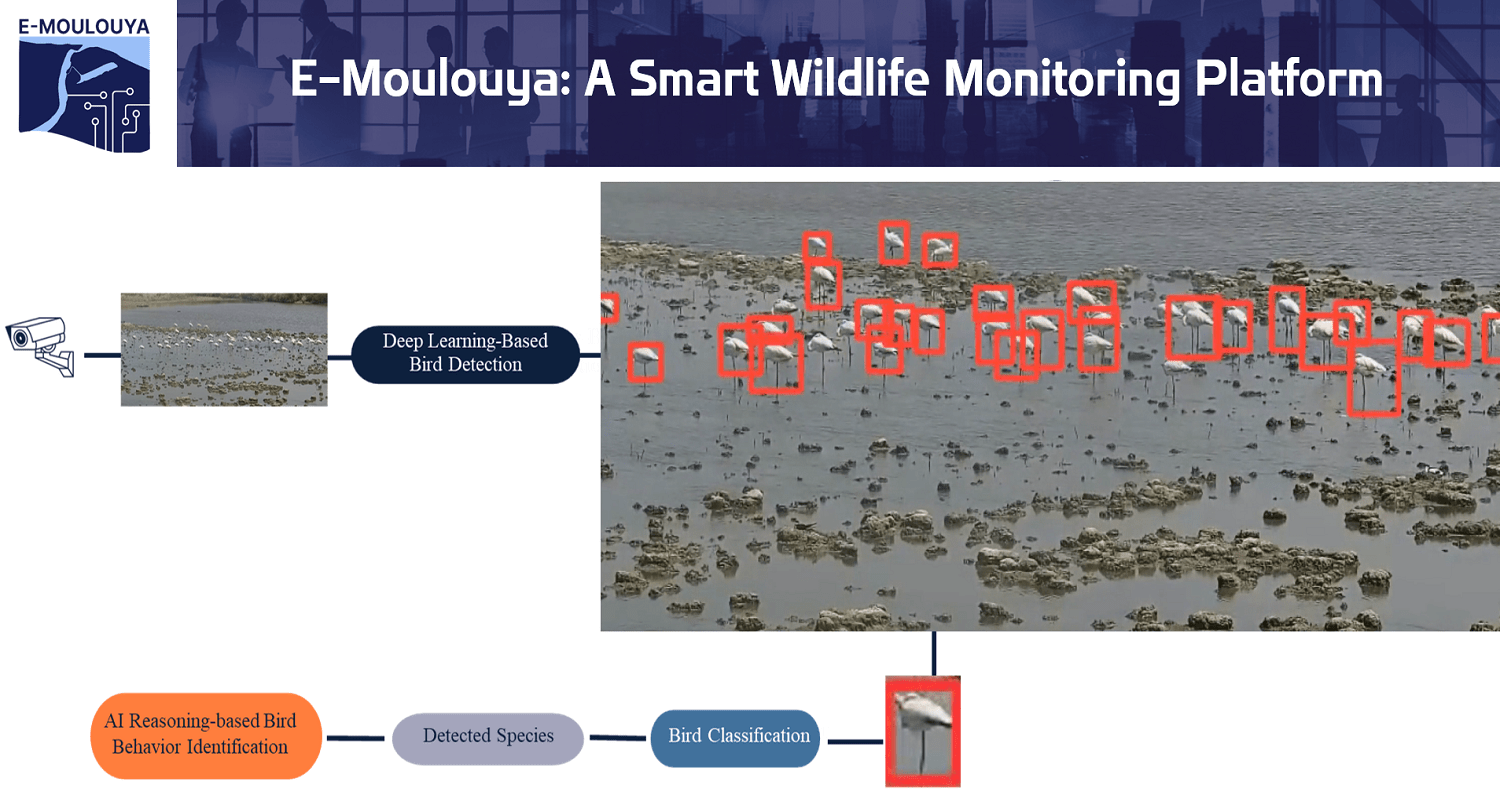 E-MOULOUYA
E-Moulouya: A Smart Wildlife Monitoring Platform
Deep Learning-Based
Bird Detection
AI Reasoning-based Bird
Behavior Identification
Detected Species
Bird Classification